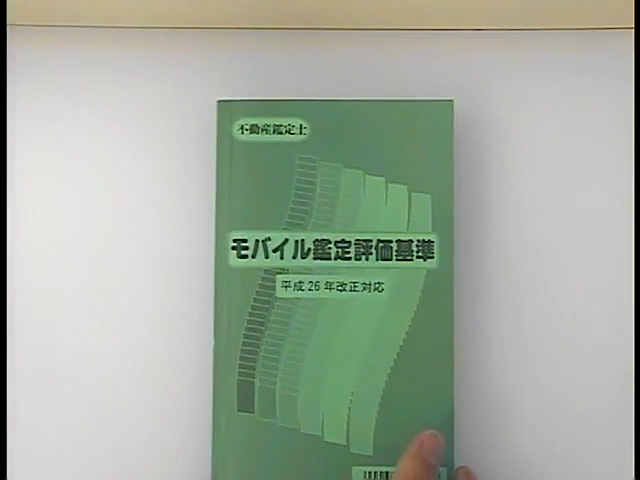 不動産鑑定士
モバイル鑑定評価基準
平成26年改正対応